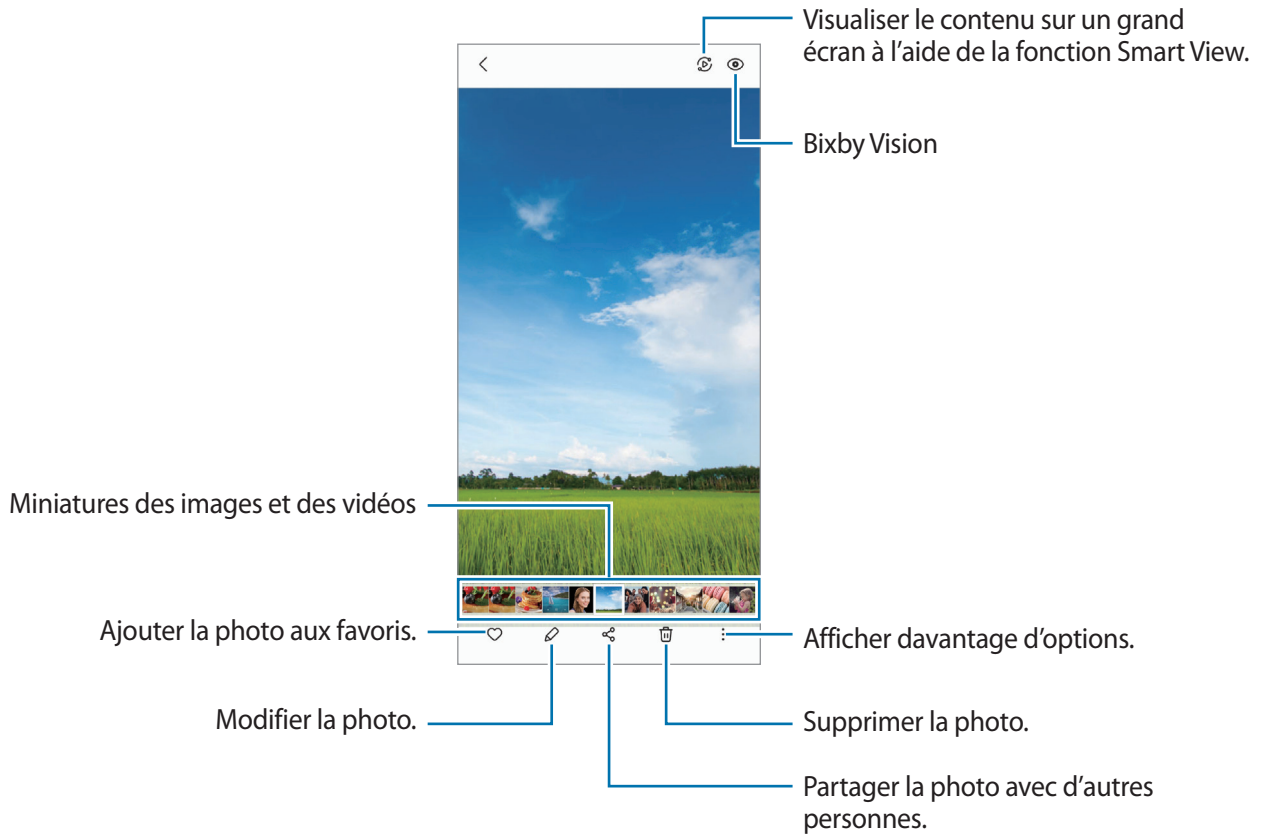 Visualiser le contenu sur un grand
écran à l’aide de la fonction Smart View.
Bixby Vision
Miniatures des images et des vidéos
Ajouter la photo aux favoris.
Afficher davantage d’options.
Modifier la photo.
Supprimer la photo.
Partager la photo avec d’autres
personnes.